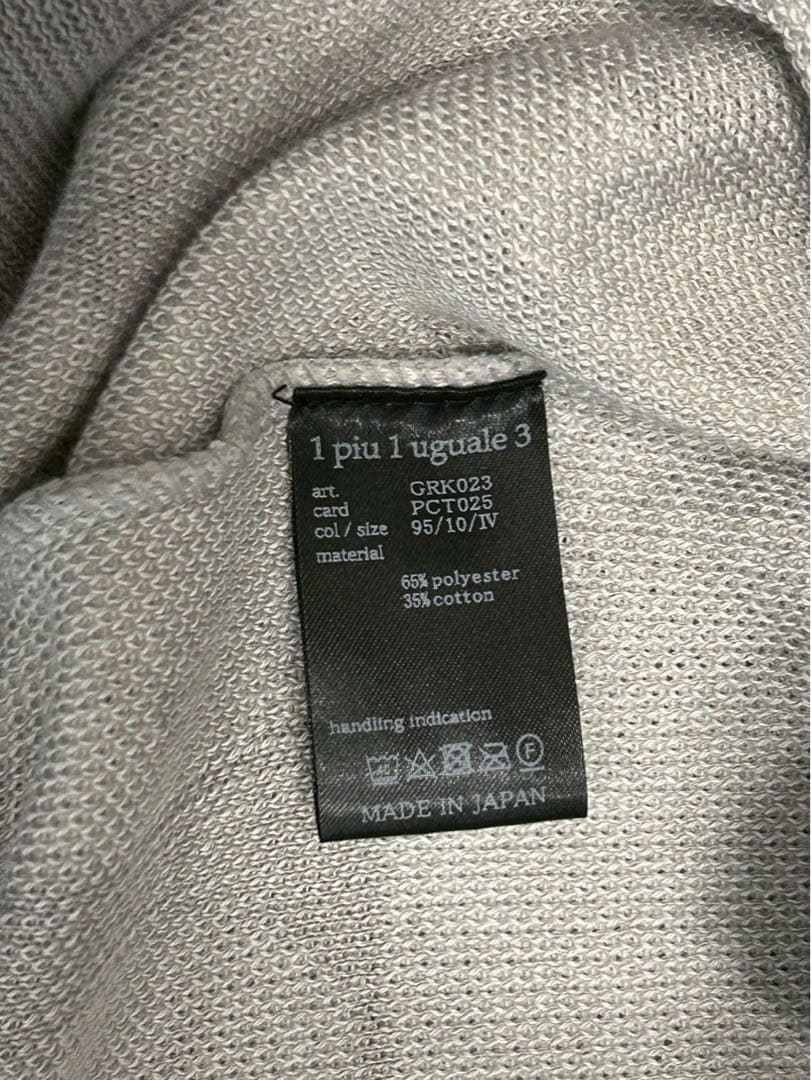 1 piu 1 uguale 3
art. GRK023
card PCT025
col / size 95/10/IV
material
65% polyester
35% cotton
handling indication
F
MADE IN JAPAN